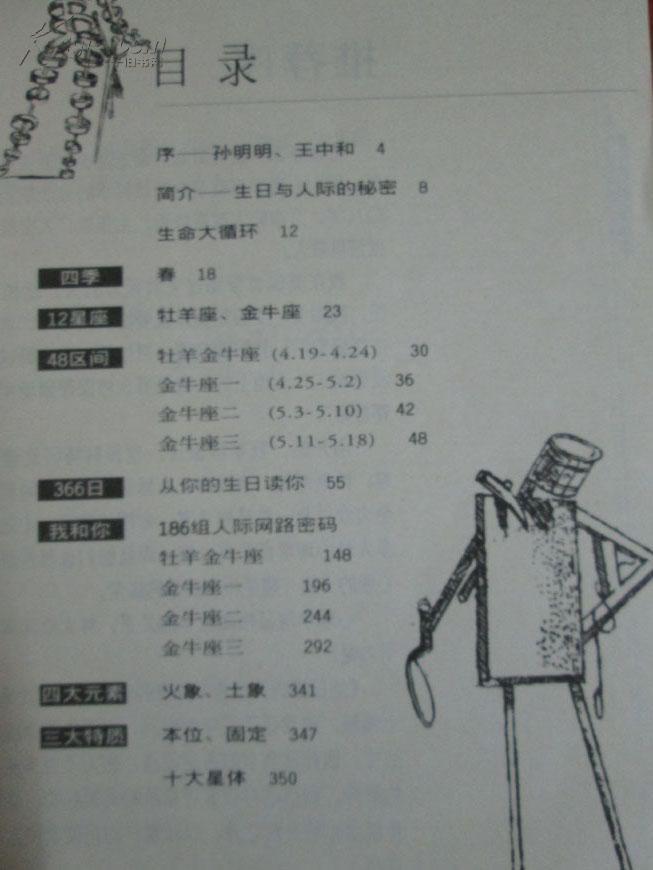 目录
序——孙明明、王中和 4
简介——生日与人际的秘密 8
生命大循环 12
四季 春 18
12星座 牡羊座、金牛座 23
48区间 牡羊金牛座 (4.19-4.24) 30
金牛座一 (4.25-5.2) 36
金牛座二 (5.3-5.10) 42
金牛座三 (5.11-5.18) 48
366日 从你的生日读你 55
我和你 186组人际网路密码
牡羊金牛座 148
金牛座一 196
金牛座二 244
金牛座三 292
四大元素 火象、土象 341
三大特质 本位、固定 347
十大星体 350